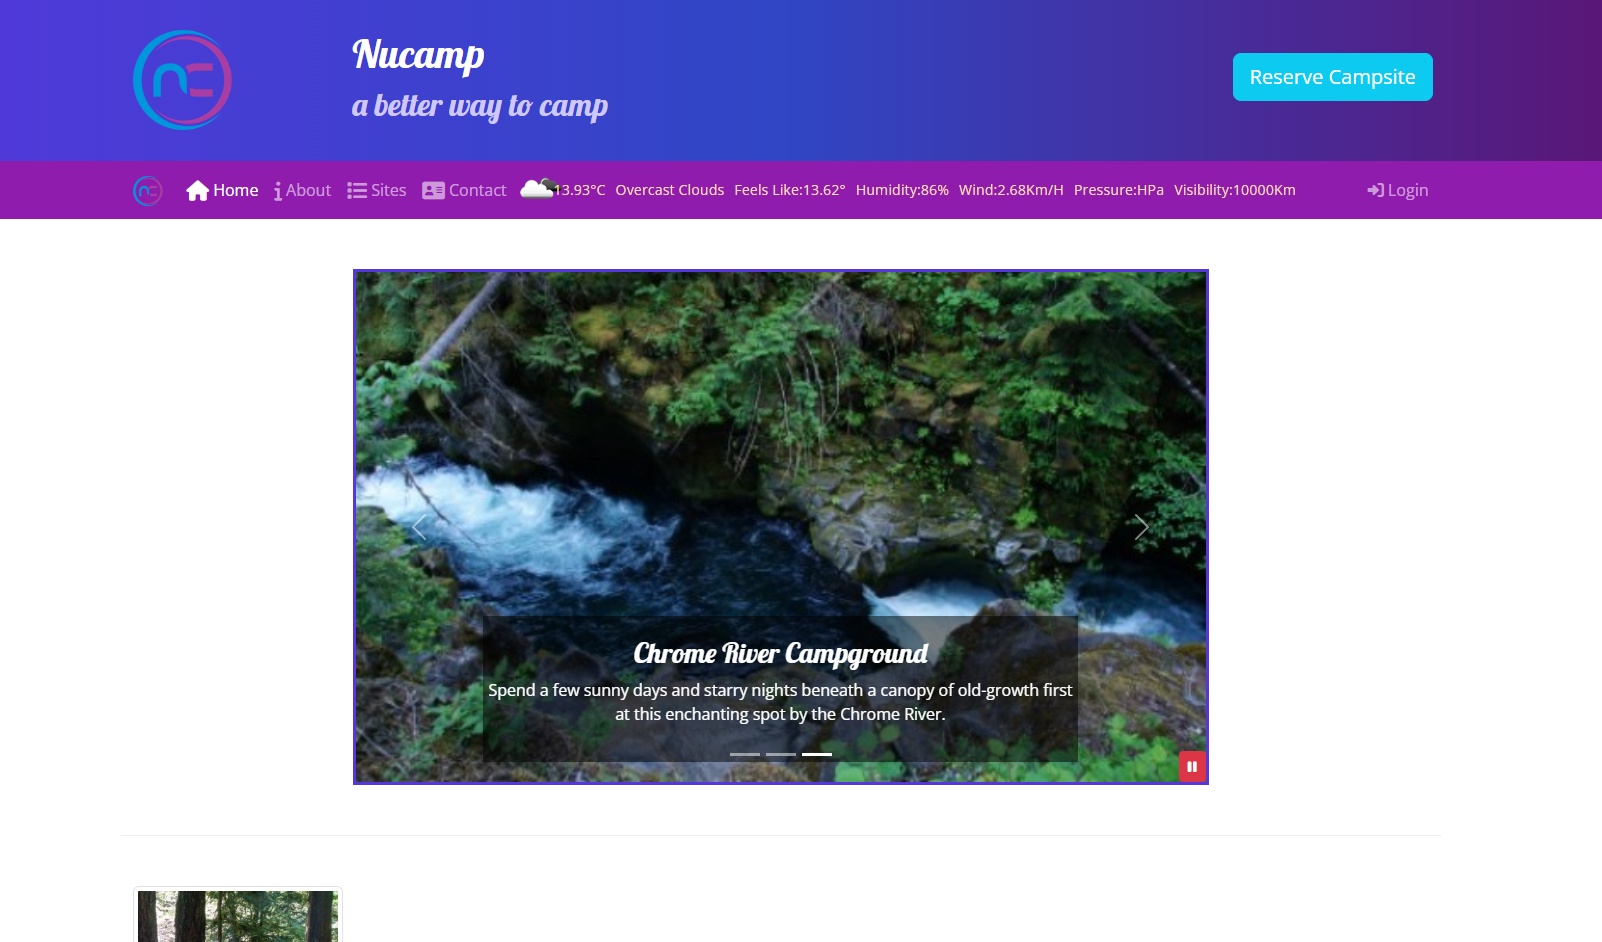 Nucamp
a better way to camp
Reserve Campsite
nc
nc Home About Sites Contact 13.93°C Overcast Clouds Feels Like:13.62° Humidity:86% Wind:2.68Km/H Pressure:HPa Visibility:10000Km Login
Chrome River Campground
Spend a few sunny days and starry nights beneath a canopy of old-growth first
at this enchanting spot by the Chrome River.